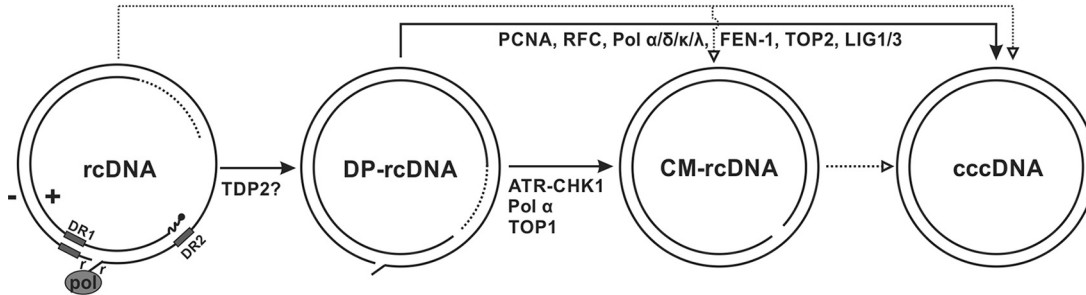 PCNA, RFC, Pol α/δ/κ/λ, FEN-1, TOP2, LIG1/3
rcDNA
TDP2?
DP-rcDNA
ATR-CHK1
Pol α
TOP1
CM-rcDNA
cccDNA
- +
DR1
DR2
r r
pol